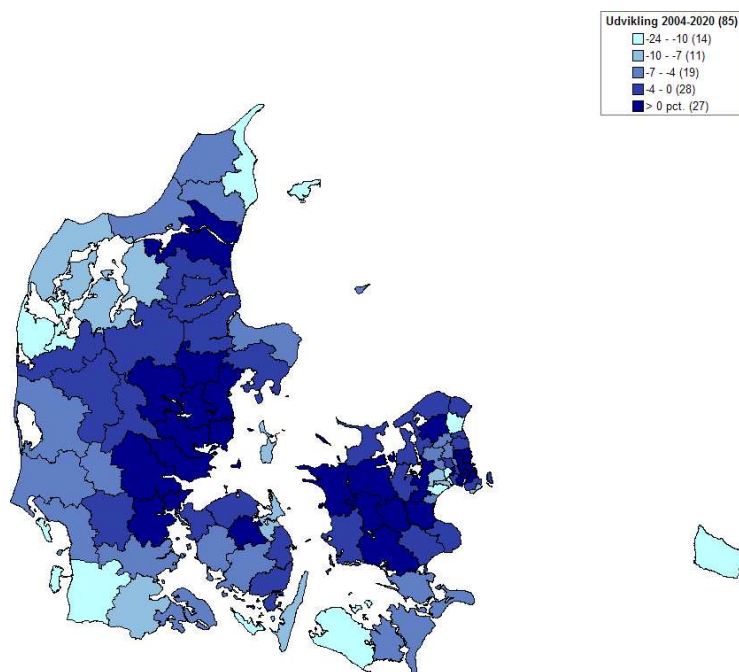 Udvikling 2004-2020 (85)
-24 - -10 (14)
-10 - -7 (11)
-7 - -4 (19)
-4 - 0 (28)
> 0 pct. (27)